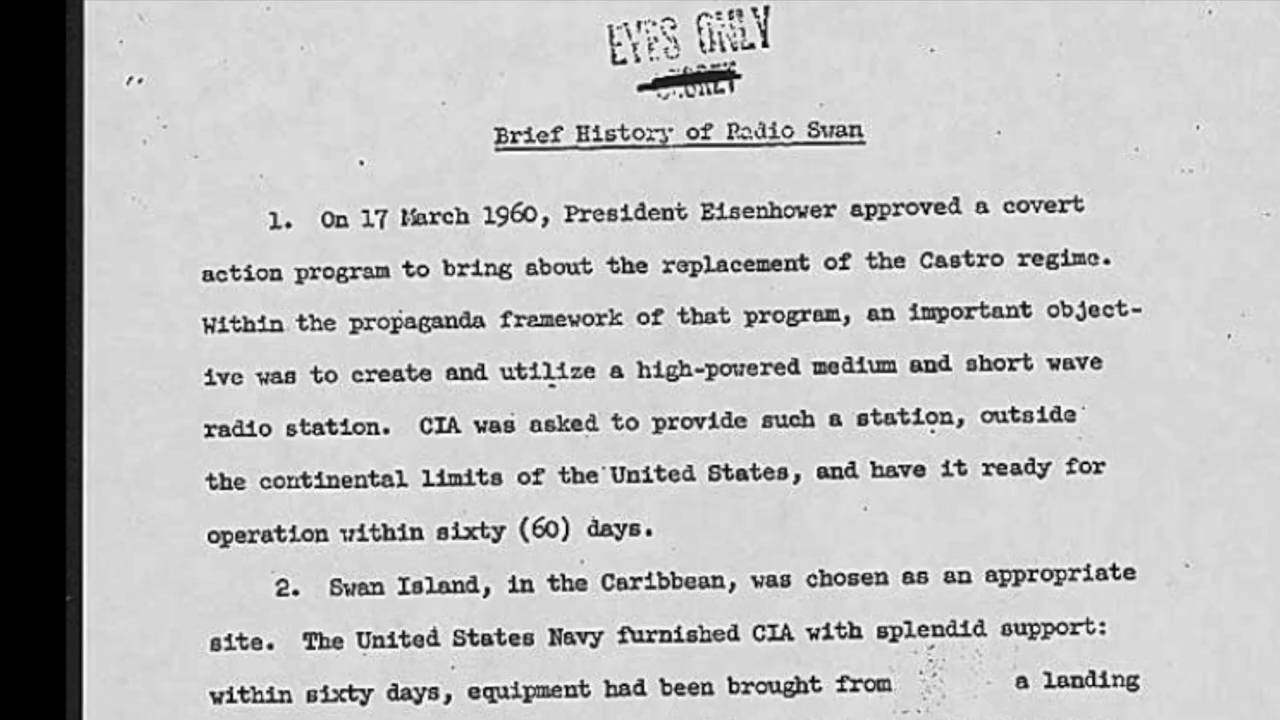 EYES ONLY
SECRET
Brief History of Radio Swan
1. On 17 March 1960, President Eisenhower approved a covert
action program to bring about the replacement of the Castro regime.
Within the propaganda framework of that program, an important object-
ive was to create and utilize a high-powered medium and short wave
radio station. CIA was asked to provide such a station, outside
the continental limits of the United States, and have it ready for
operation within sixty (60) days.
2. Swan Island, in the Caribbean, was chosen as an appropriate
site. The United States Navy furnished CIA with splendid support:
within sixty days, equipment had been brought from a landing